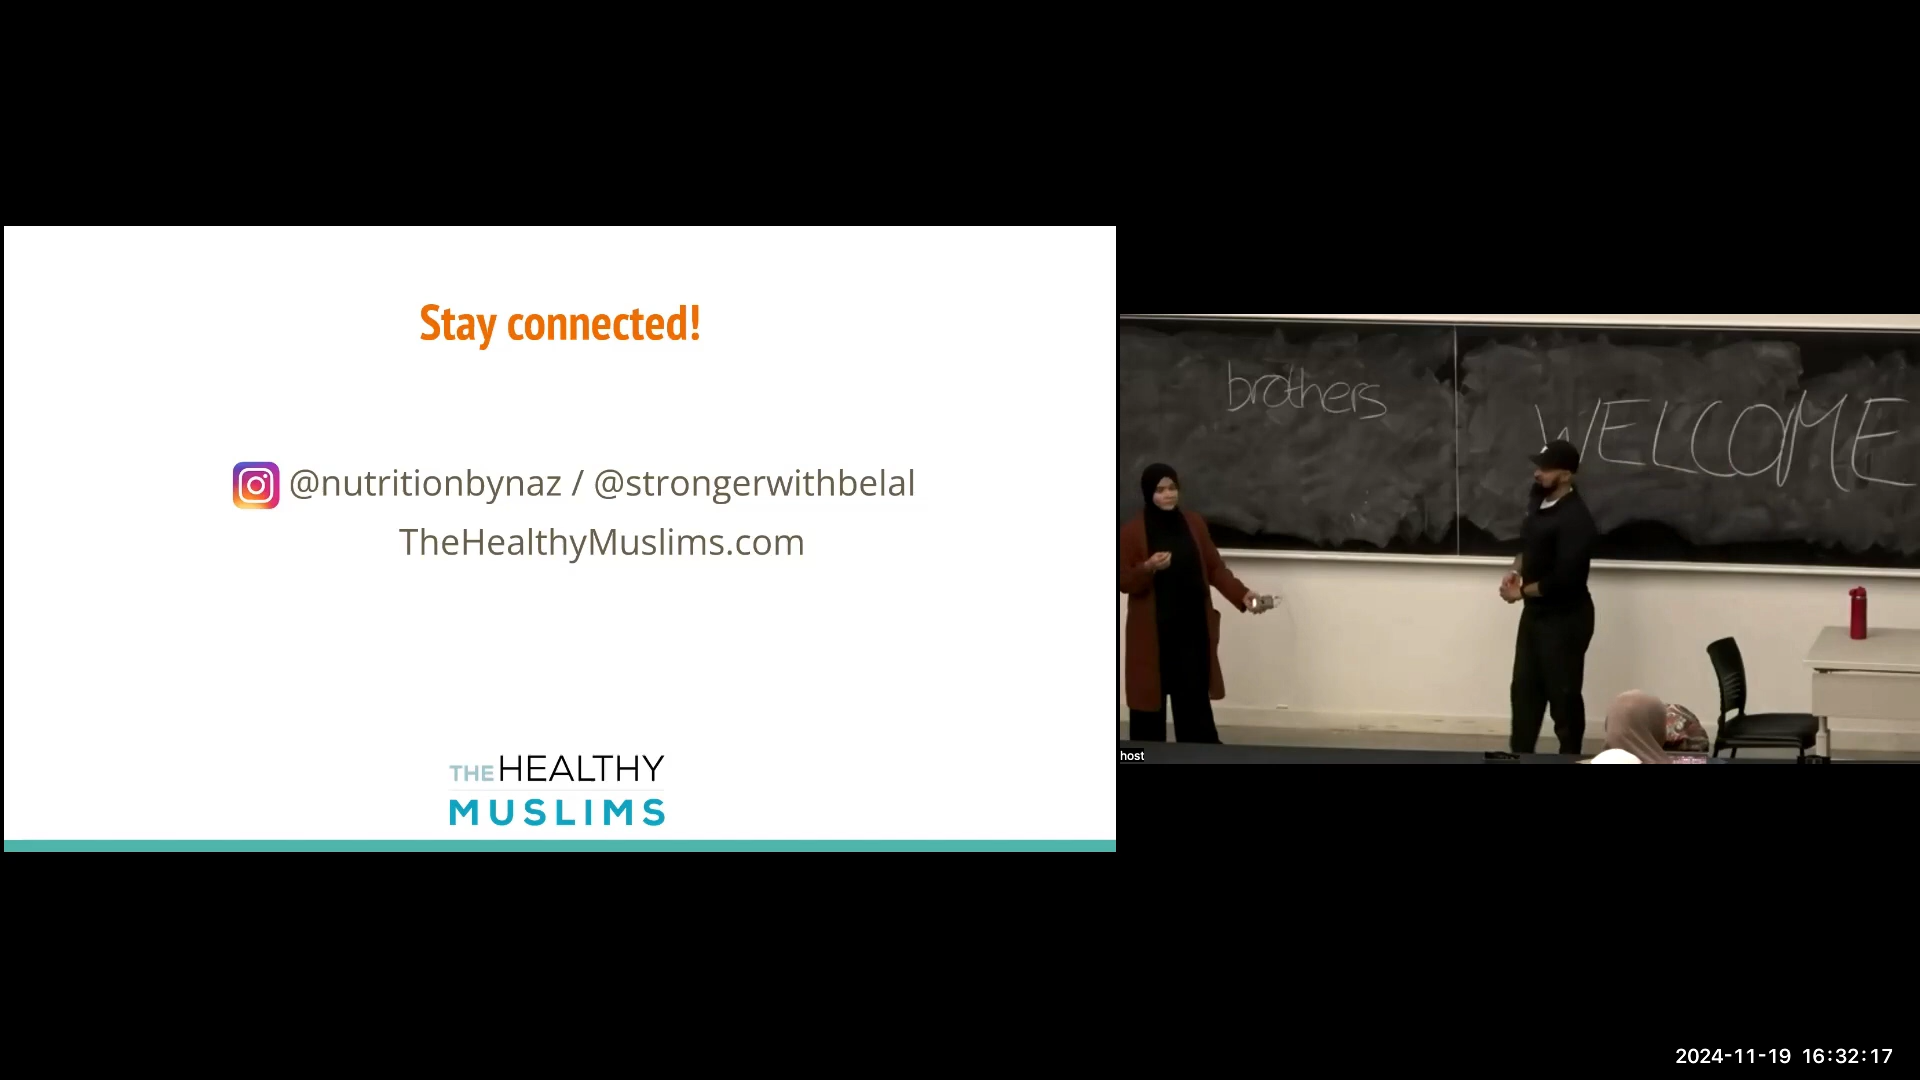 Stay connected!
@nutritionbynaz / @strongerwithbelal
TheHealthyMuslims.com
THE HEALTHY
MUSLIMS
brothers
WELCOME
host
2024-11-19 16:32:17